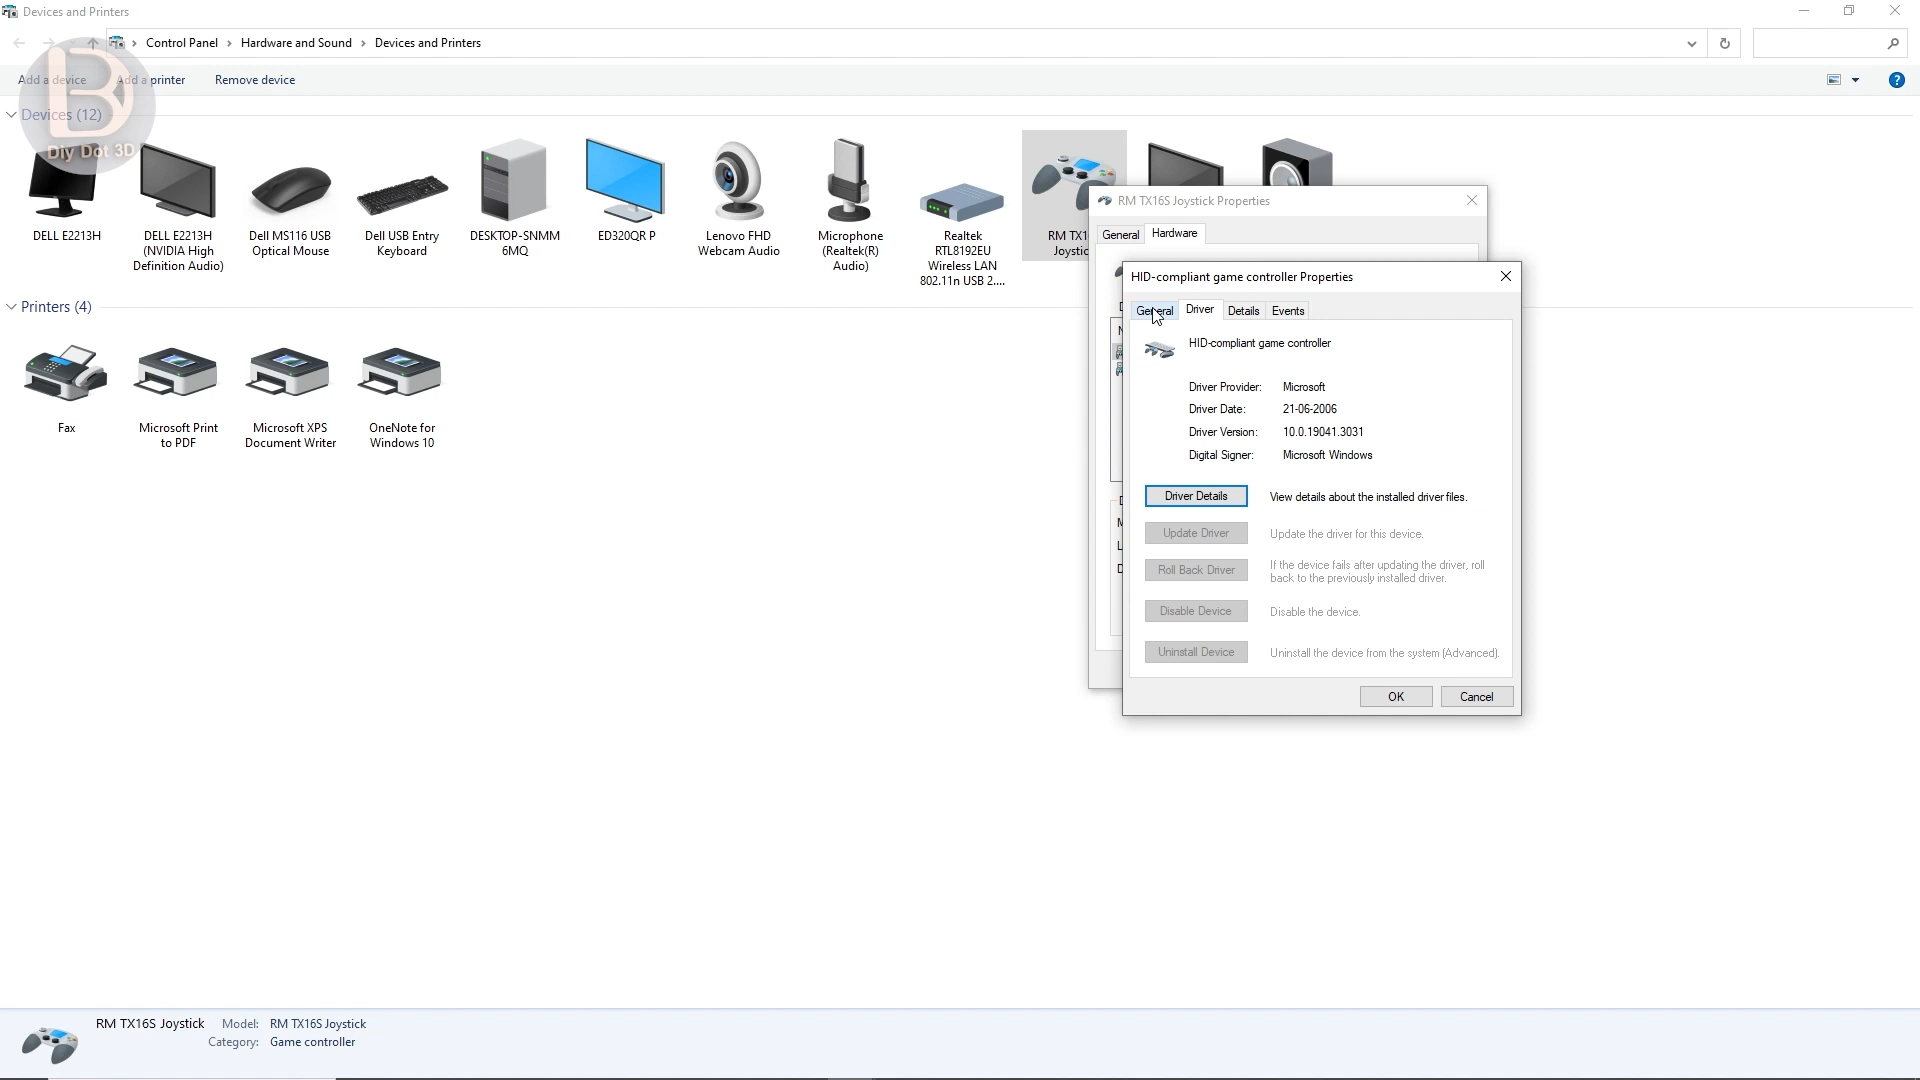 Devices and Printers
Control Panel > Hardware and Sound > Devices and Printers
Add a device Add a printer Remove device
Devices (12)
Diy Dot 3D
DELL E2213H
DELL E2213H
(NVIDIA High
Definition Audio)
Dell MS116 USB
Optical Mouse
Dell USB Entry
Keyboard
DESKTOP-SNMM
6MQ
ED320QR P
Lenovo FHD
Webcam Audio
Microphone
(Realtek(R)
Audio)
Realtek
RTL8192EU
Wireless LAN
802.11n USB 2....
RM TX1
Joystic
Printers (4)
Fax
Microsoft Print
to PDF
Microsoft XPS
Document Writer
OneNote for
Windows 10
RM TX16S Joystick Properties
General Hardware
HID-compliant game controller Properties
General Driver Details Events
HID-compliant game controller
Driver Provider: Microsoft
Driver Date: 21-06-2006
Driver Version: 10.0.19041.3031
Digital Signer: Microsoft Windows
Driver Details View details about the installed driver files.
Update Driver Update the driver for this device.
Roll Back Driver If the device fails after updating the driver, roll
back to the previously installed driver.
Disable Device Disable the device.
Uninstall Device Uninstall the device from the system (Advanced).
OK Cancel
RM TX16S Joystick Model: RM TX16S Joystick
Category: Game controller